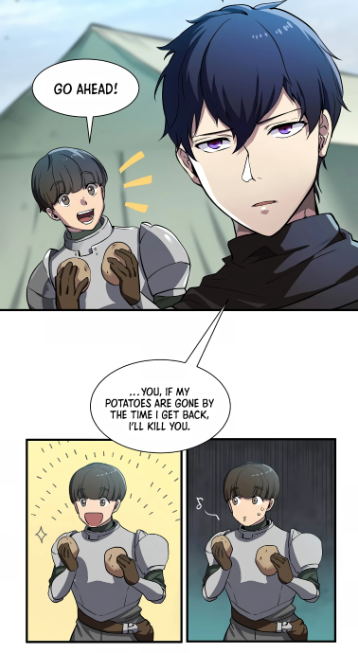 GO AHEAD!
...YOU, IF MY
POTATOES ARE GONE BY
THE TIME I GET BACK,
I'LL KILL YOU.